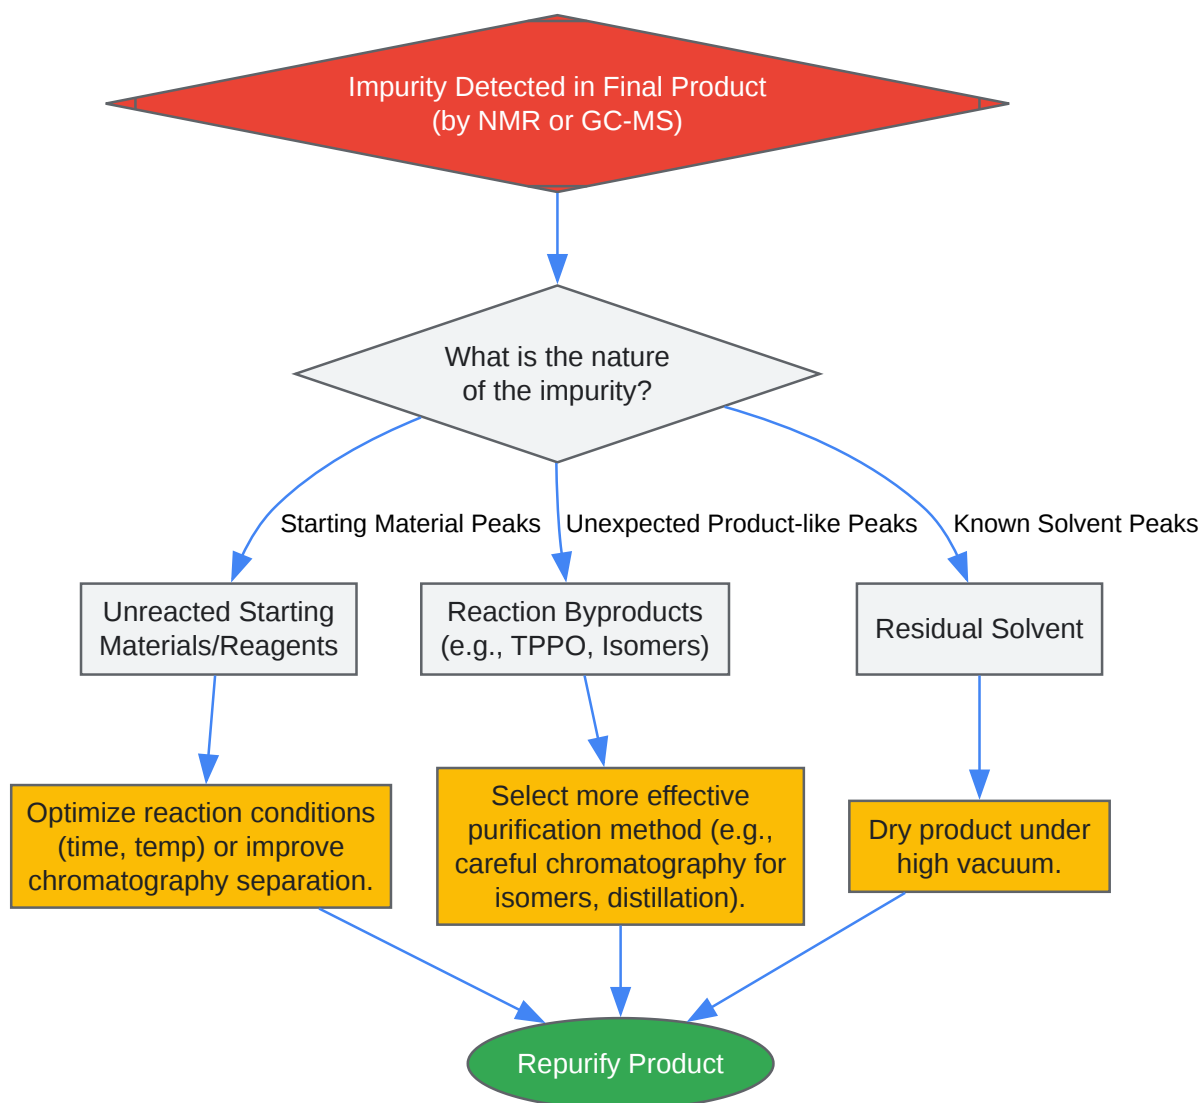 Impurity Detected in Final Product
(by NMR or GC-MS)
What is the nature
of the impurity?
Starting Material Peaks
Unexpected Product-like Peaks
Known Solvent Peaks
Unreacted Starting
Materials/Reagents
Reaction Byproducts
(e.g., TPPO, Isomers)
Residual Solvent
Optimize reaction conditions
(time, temp) or improve
chromatography separation.
Select more effective
purification method (e.g.,
careful chromatography for
isomers, distillation).
Dry product under
high vacuum.
Repurify Product